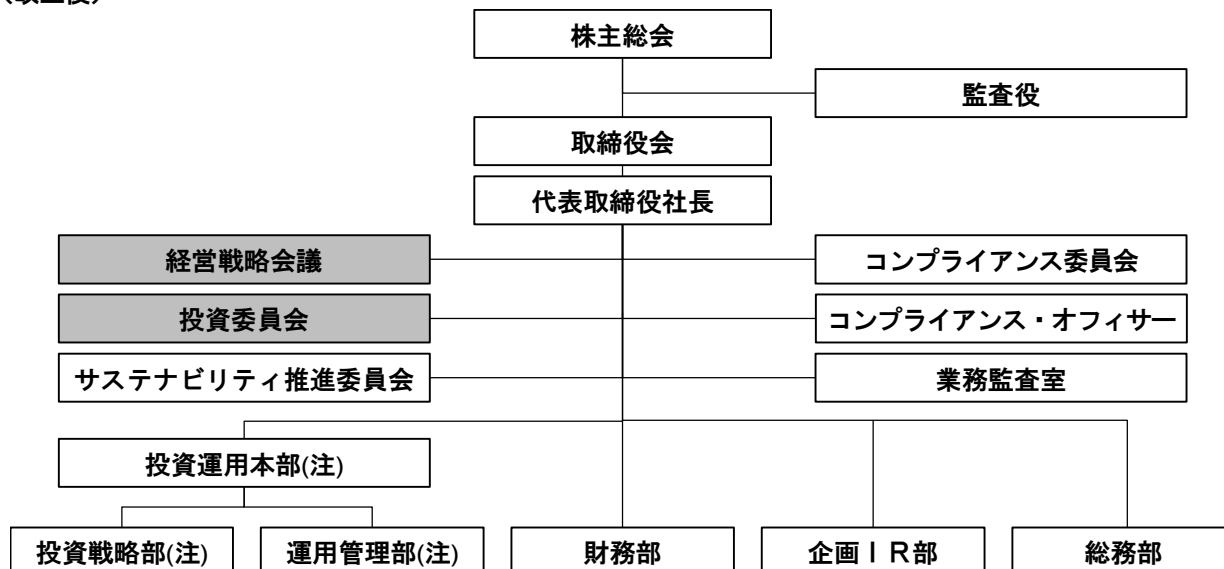 株主総会
監査役
取締役会
代表取締役社長
経営戦略会議
コンプライアンス委員会
投資委員会
コンプライアンス・オフィサー
サステナビリティ推進委員会
業務監査室
投資運用本部(注)
投資戦略部(注)
運用管理部(注)
財務部
企画ＩＲ部
総務部